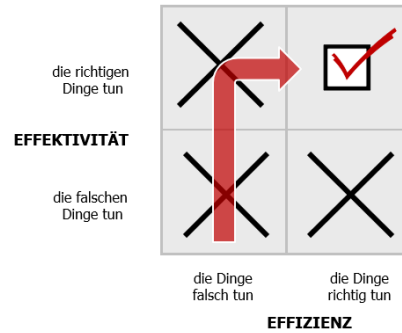 die richtigen
Dinge tun
EFFEKTIVITÄT
die falschen
Dinge tun
die Dinge
falsch tun
die Dinge
richtig tun
EFFIZIENZ